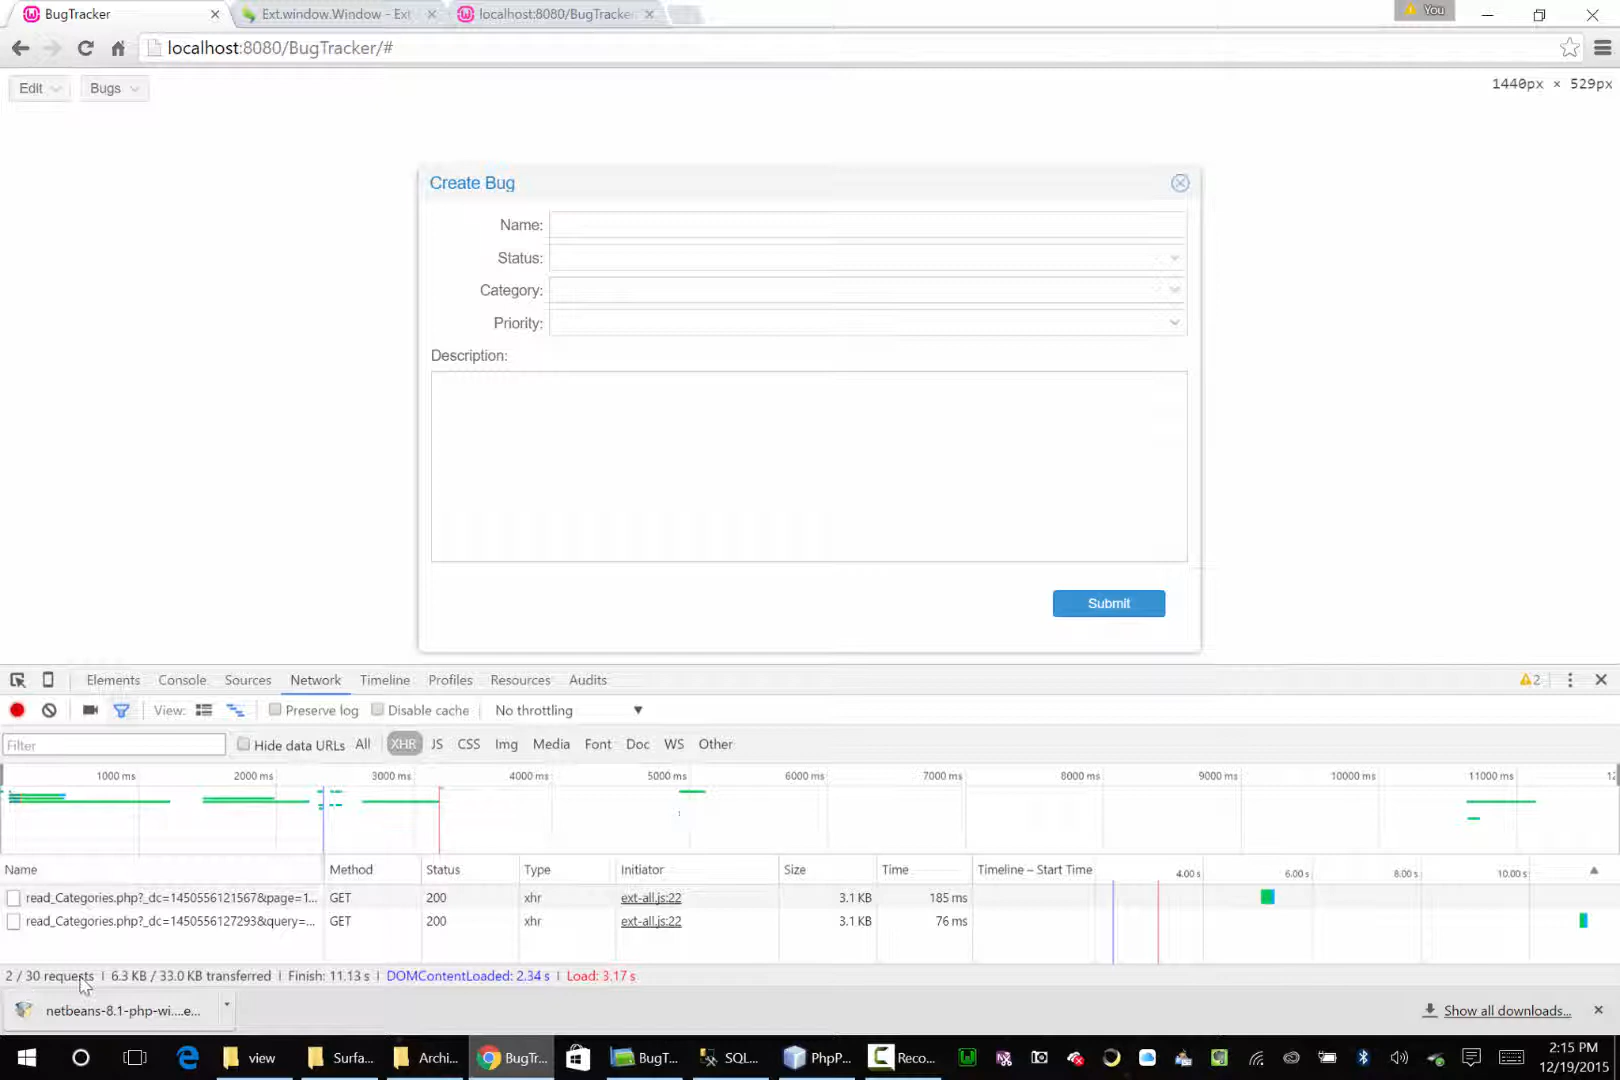 BugTracker
Ext.window.Window - Ext
localhost:8080/BugTracker
You
localhost:8080/BugTracker/#
Edit
Bugs
1440px × 529px
Create Bug
Name:
Status:
Category:
Priority:
Description:
Submit
Elements Console Sources Network Timeline Profiles Resources Audits
2
View: Preserve log Disable cache No throttling
Filter Hide data URLs All XHR JS CSS Img Media Font Doc WS Other
1000 ms 2000 ms 3000 ms 4000 ms 5000 ms 6000 ms 7000 ms 8000 ms 9000 ms 10000 ms 11000 ms 12
Name Method Status Type Initiator Size Time Timeline – Start Time 4.00 s 6.00 s 8.00 s 10.00 s
read_Categories.php?_dc=1450556121567&page=1... GET 200 xhr ext-all.js:22 3.1 KB 185 ms
read_Categories.php?_dc=1450556127293&query=... GET 200 xhr ext-all.js:22 3.1 KB 76 ms
2 / 30 requests | 6.3 KB / 33.0 KB transferred | Finish: 11.13 s | DOMContentLoaded: 2.34 s | Load: 3.17 s
netbeans-8.1-php-wi....e...
Show all downloads...
view Surfa... Archi... BugTr... BugT... SQL... PhpP... Reco...
2:15 PM
12/19/2015